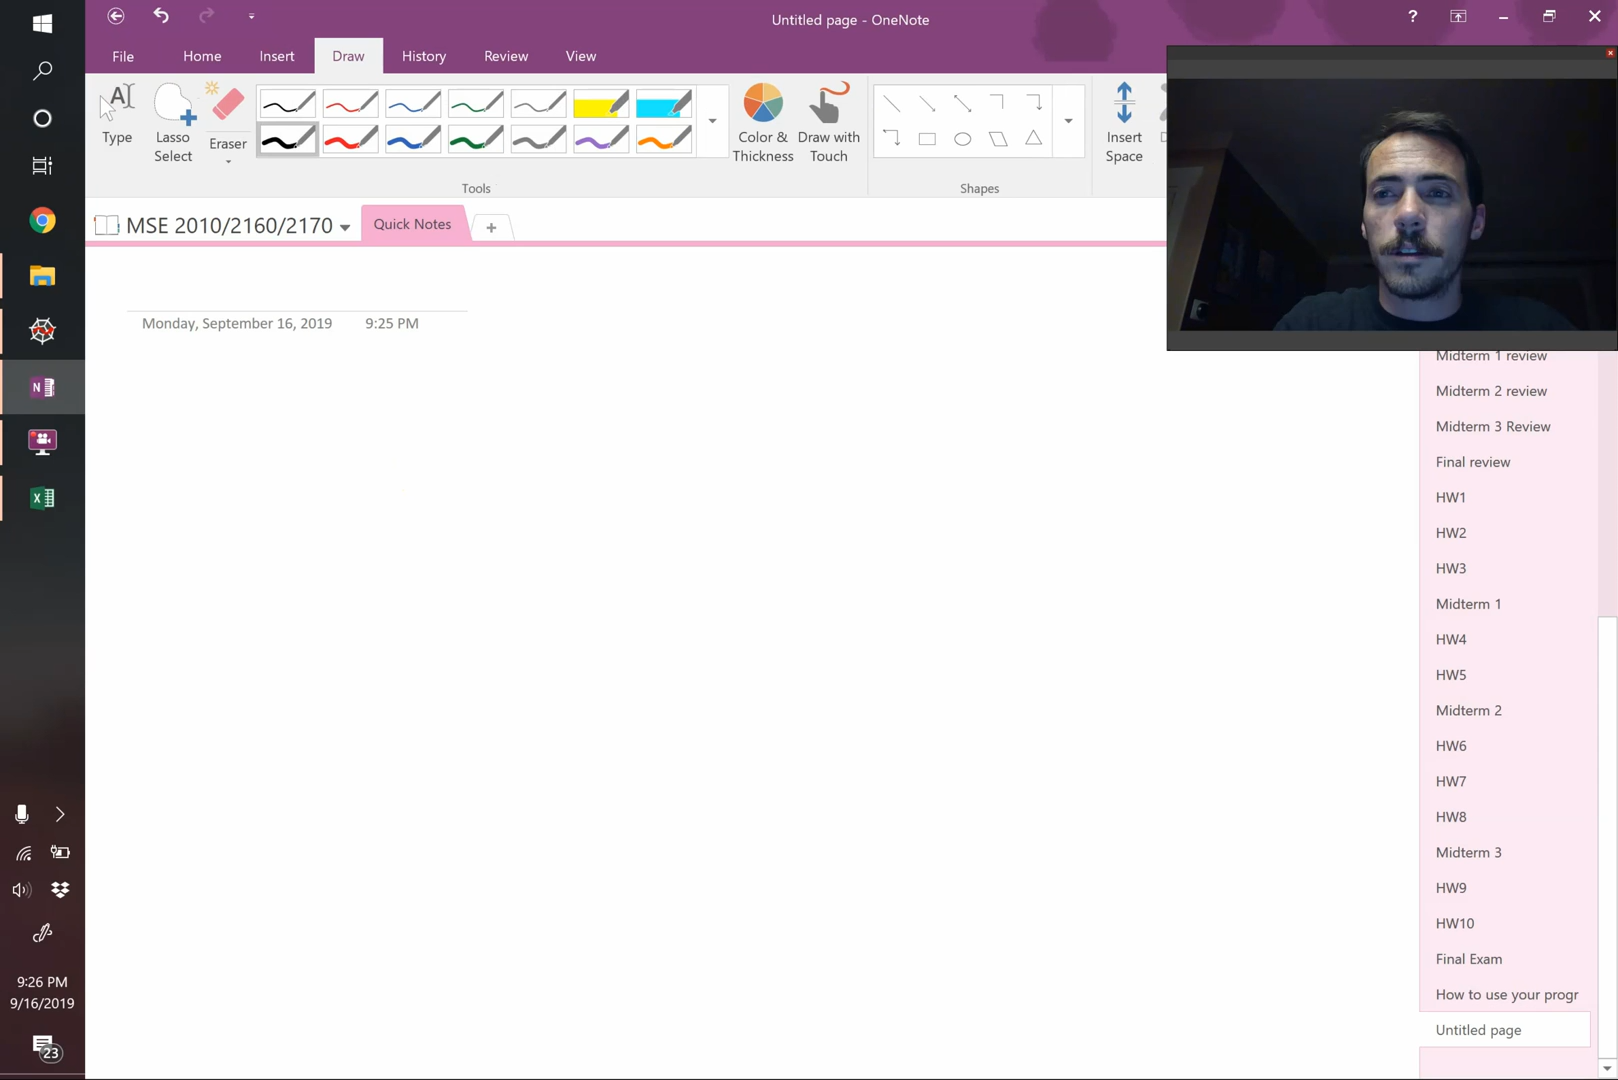 Untitled page - OneNote
?
File Home Insert Draw History Review View
Type
Lasso Select
Eraser
Color & Thickness
Draw with Touch
Insert Space
Tools
Shapes
MSE 2010/2160/2170
Quick Notes
+
Monday, September 16, 2019 9:25 PM
Midterm 1 review
Midterm 2 review
Midterm 3 Review
Final review
HW1
HW2
HW3
Midterm 1
HW4
HW5
Midterm 2
HW6
HW7
HW8
Midterm 3
HW9
HW10
Final Exam
How to use your progr
Untitled page
9:26 PM
9/16/2019
23